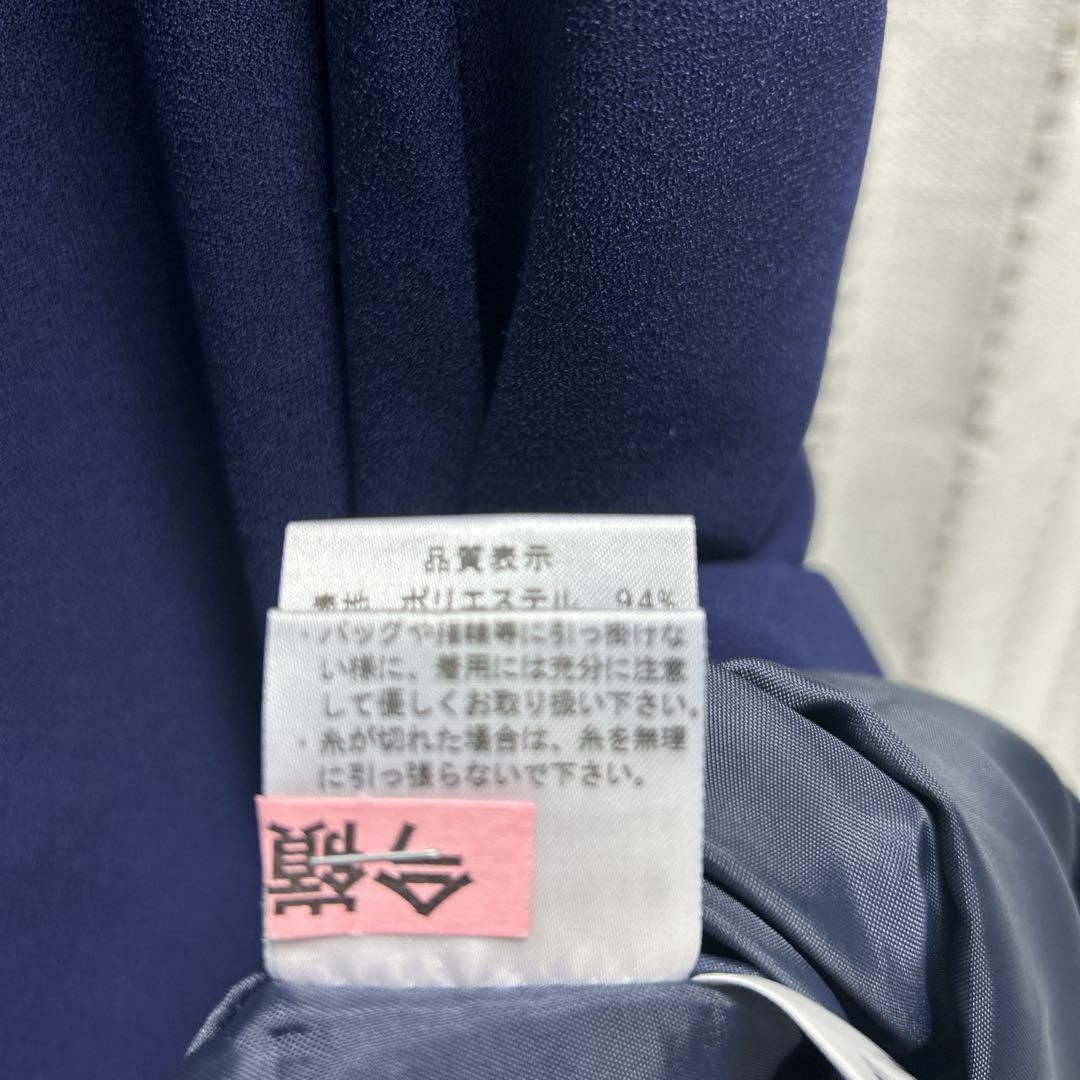 品質表示
表地 ポリエステル 94%
・バッグや接種等に引っ掛けな
い様に、着用には充分に注意
して優しくお取り扱い下さい。
・糸が切れた場合は、糸を無理
に引っ張らないで下さい。